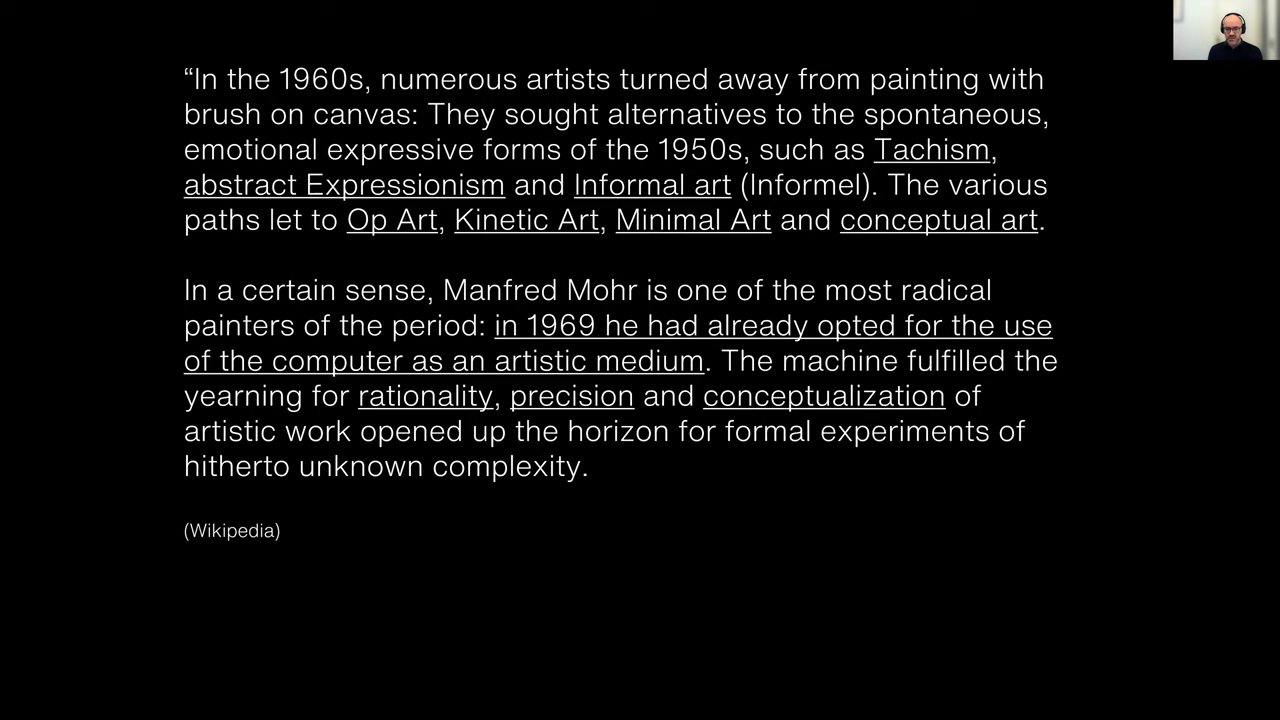 “In the 1960s, numerous artists turned away from painting with
brush on canvas: They sought alternatives to the spontaneous,
emotional expressive forms of the 1950s, such as Tachism,
abstract Expressionism and Informal art (Informel). The various
paths let to Op Art, Kinetic Art, Minimal Art and conceptual art.
In a certain sense, Manfred Mohr is one of the most radical
painters of the period: in 1969 he had already opted for the use
of the computer as an artistic medium. The machine fulfilled the
yearning for rationality, precision and conceptualization of
artistic work opened up the horizon for formal experiments of
hitherto unknown complexity.
(Wikipedia)